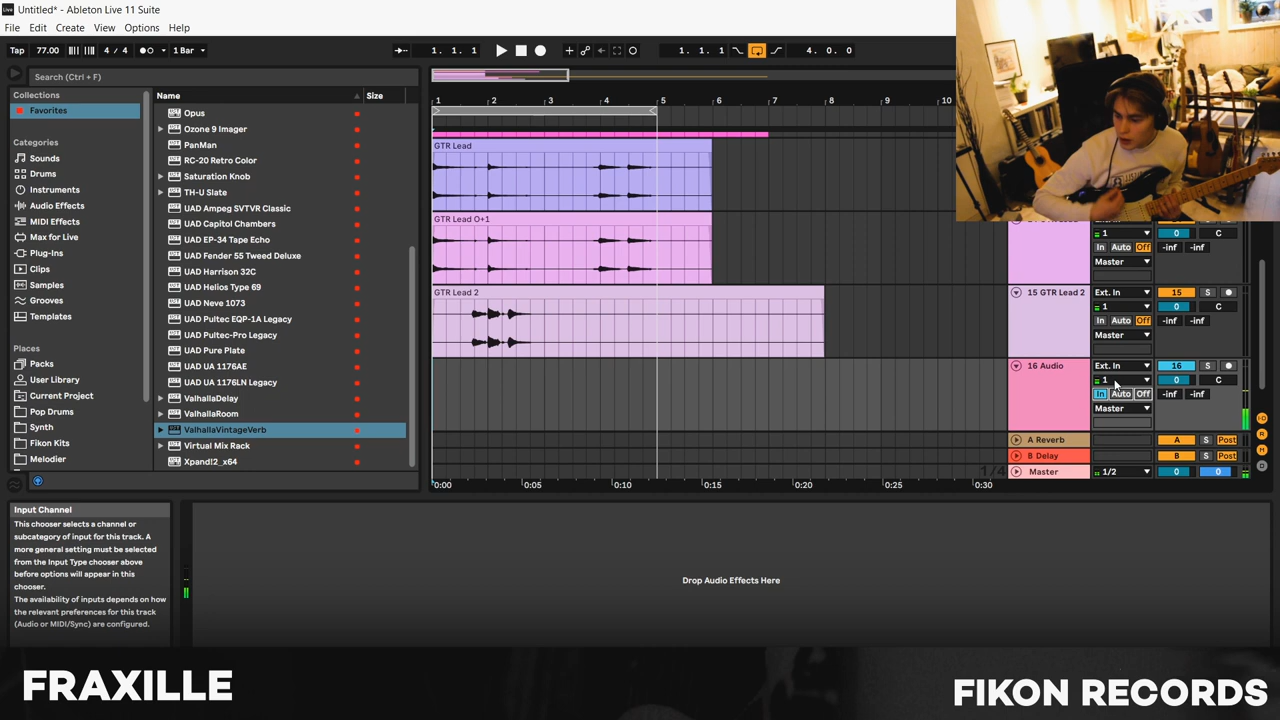 Untitled* - Ableton Live 11 Suite
File Edit Create View Options Help
Tap 77.00 4 / 4 1 Bar 1. 1. 1 1. 1. 1 4. 0. 0
Search (Ctrl + F)
Collections
Favorites
Categories
Sounds
Drums
Instruments
Audio Effects
MIDI Effects
Max for Live
Plug-Ins
Clips
Samples
Grooves
Templates
Places
Packs
User Library
Current Project
Pop Drums
Synth
Fikon Kits
Melodier
Name Size
Opus
Ozone 9 Imager
PanMan
RC-20 Retro Color
Saturation Knob
TH-U Slate
UAD Ampeg SVTVR Classic
UAD Capitol Chambers
UAD EP-34 Tape Echo
UAD Fender 55 Tweed Deluxe
UAD Harrison 32C
UAD Helios Type 69
UAD Neve 1073
UAD Pultec EQP-1A Legacy
UAD Pultec-Pro Legacy
UAD Pure Plate
UAD UA 1176AE
UAD UA 1176LN Legacy
ValhallaDelay
ValhallaRoom
ValhallaVintageVerb
Virtual Mix Rack
Xpand!2_x64
1 2 3 4 5 6 7 8 9 10
GTR Lead
GTR Lead O+1
GTR Lead 2
1 0 C
In Auto Off -inf -inf
Master
15 GTR Lead 2 Ext. In 15 S
1 0 C
In Auto Off -inf -inf
Master
16 Audio Ext. In 16 S
1 0 C
In Auto Off -inf -inf
Master
A Reverb A S Post
B Delay B S Post
1/4 Master 1/2 0 0
0:00 0:05 0:10 0:15 0:20 0:25 0:30
Input Channel
This chooser selects a channel or
subcategory of input for this track. A
more general setting must be selected
from the Input Type chooser above
before options will appear in this
chooser.
The availability of inputs depends on how
the relevant preferences for this track
(Audio or MIDI/Sync) are configured.
Drop Audio Effects Here
FRAXILLE
FIKON RECORDS